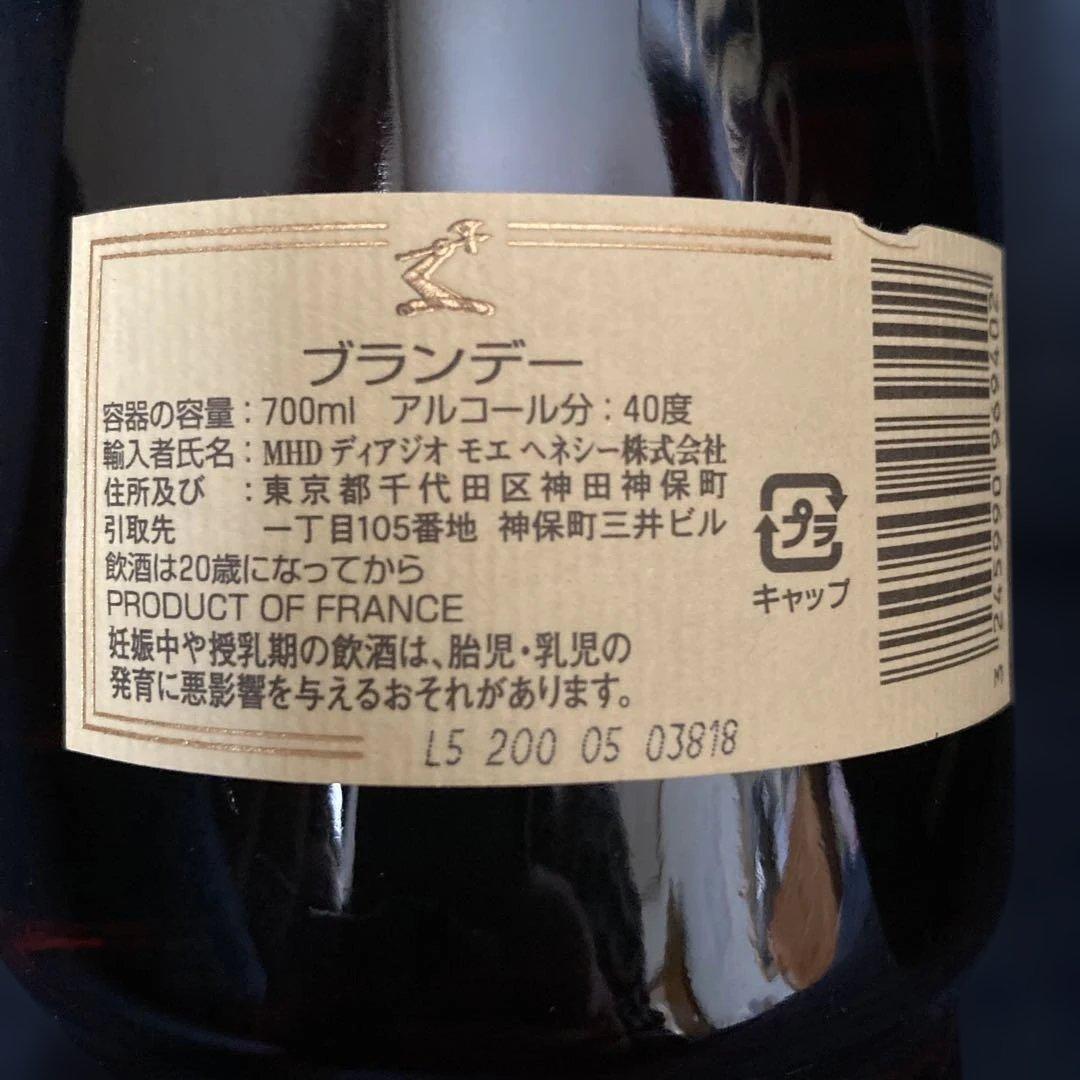 ブランデー
容器の容量：700ml アルコール分：40度
輸入者氏名：MHD ディアジオ モエ ヘネシー株式会社
住所及び ：東京都千代田区神田神保町
引取先 一丁目105番地 神保町三井ビル
飲酒は20歳になってから
PRODUCT OF FRANCE
妊娠中や授乳期の飲酒は、胎児・乳児の
発育に悪影響を与えるおそれがあります。
L5 200 05 03818
プラ
キャップ